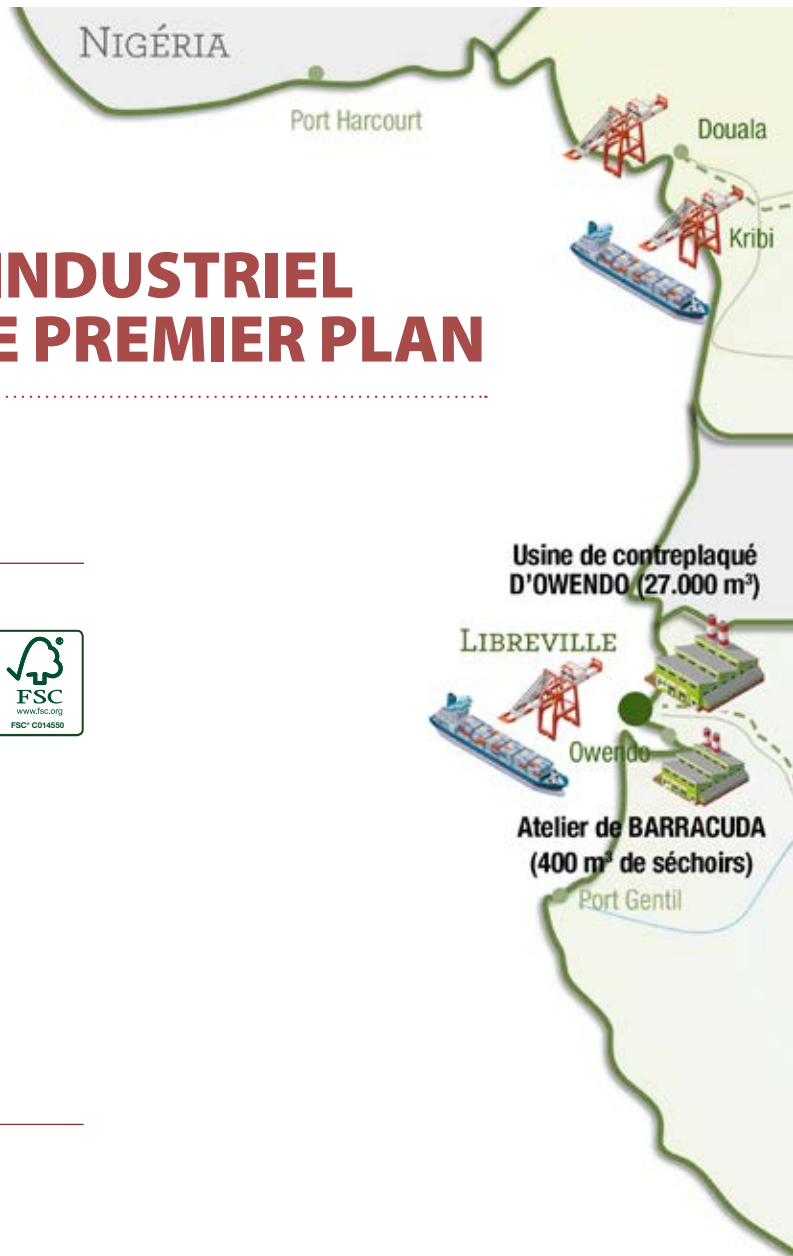 NIGÉRIA
Port Harcourt
Douala
Kribi
INDUSTRIEL
E PREMIER PLAN
Usine de contreplaqué
D'OWENDO (27.000 m³)
LIBREVILLE
FSC
www.fsc.org
FSC® C014550
Owendo
Atelier de BARRACUDA
(400 m³ de séchoirs)
Port Gentil